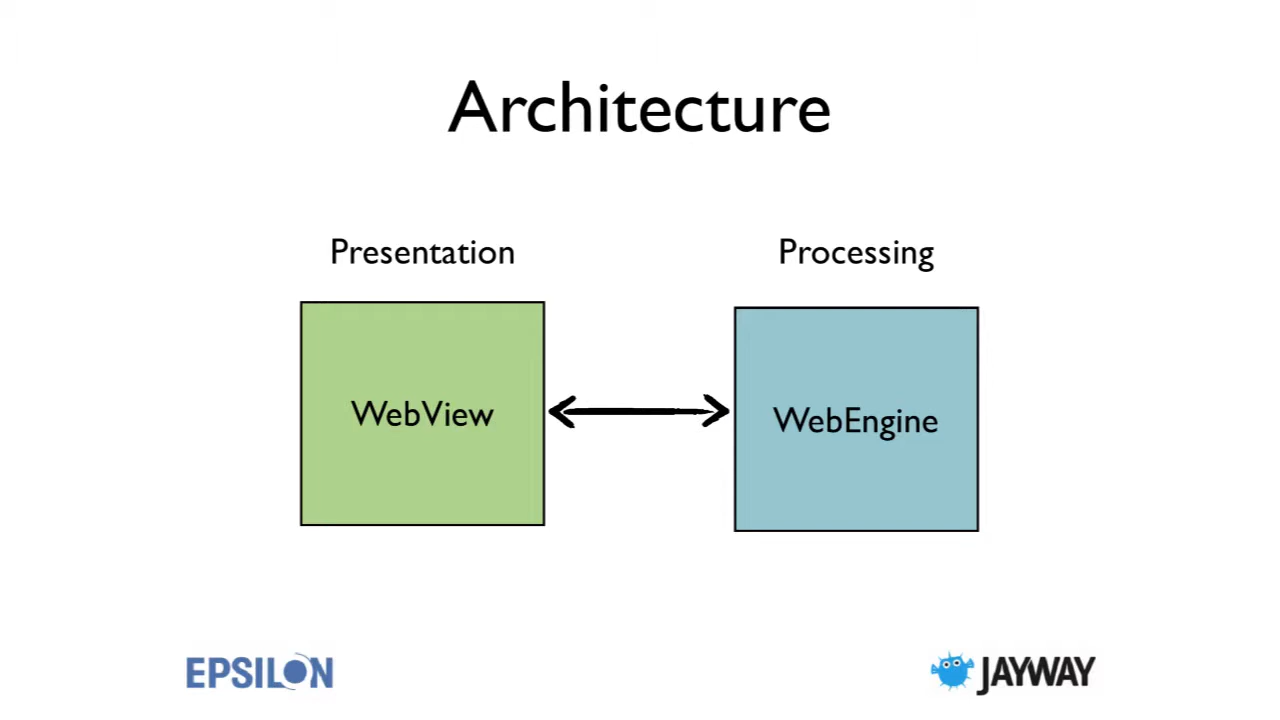 Architecture
Presentation
Processing
WebView
WebEngine
EPSILON
JAYWAY